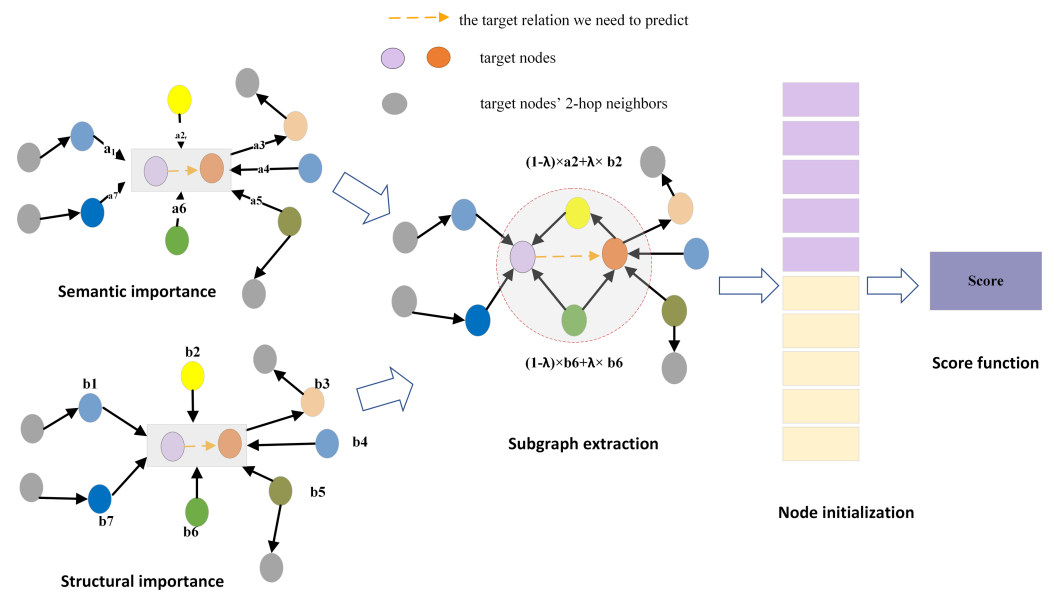 the target relation we need to predict
target nodes
target nodes' 2-hop neighbors
a1
a2
a3
a4
a5
a6
a7
Semantic importance
b1
b2
b3
b4
b5
b6
b7
Structural importance
(1-λ)×a2+λ× b2
(1-λ)×b6+λ× b6
Subgraph extraction
Node initialization
Score
Score function